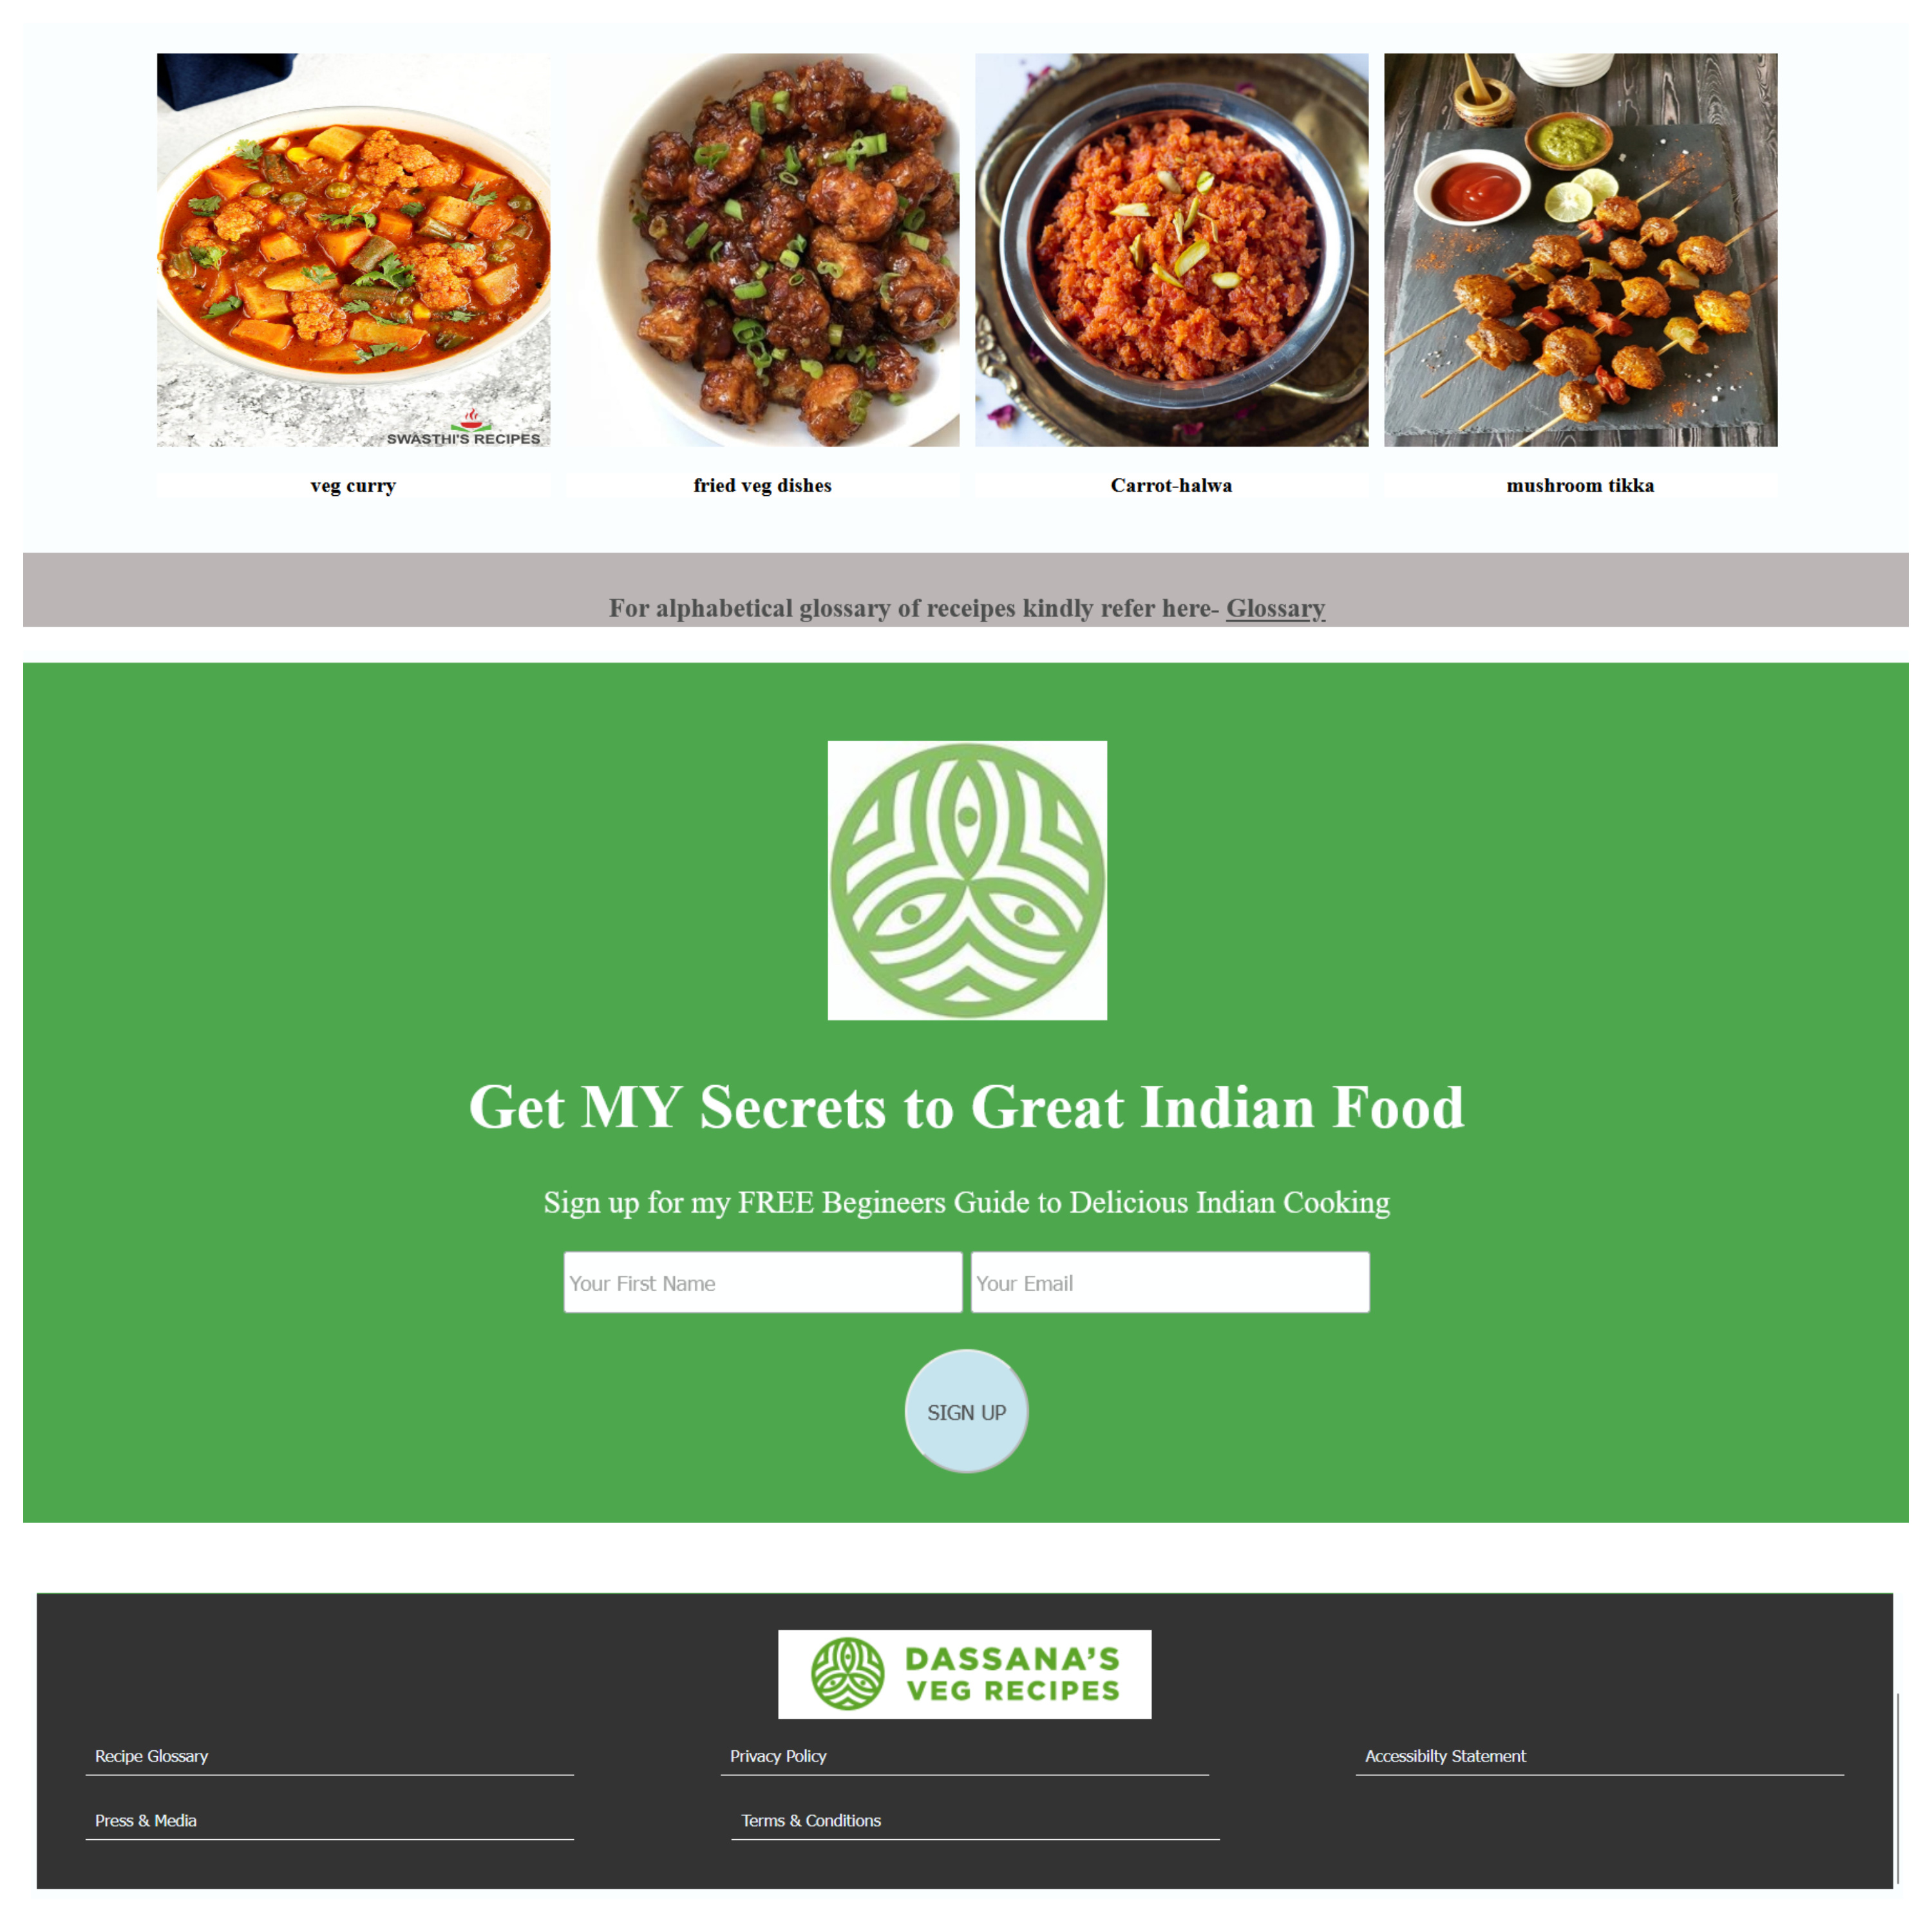 SWASTHI'S RECIPES
veg curry
fried veg dishes
Carrot-halwa
mushroom tikka
For alphabetical glossary of receipes kindly refer here- Glossary
Get MY Secrets to Great Indian Food
Sign up for my FREE Begineers Guide to Delicious Indian Cooking
Your First Name
Your Email
SIGN UP
DASSANA'S
VEG RECIPES
Recipe Glossary
Privacy Policy
Accessibilty Statement
Press & Media
Terms & Conditions